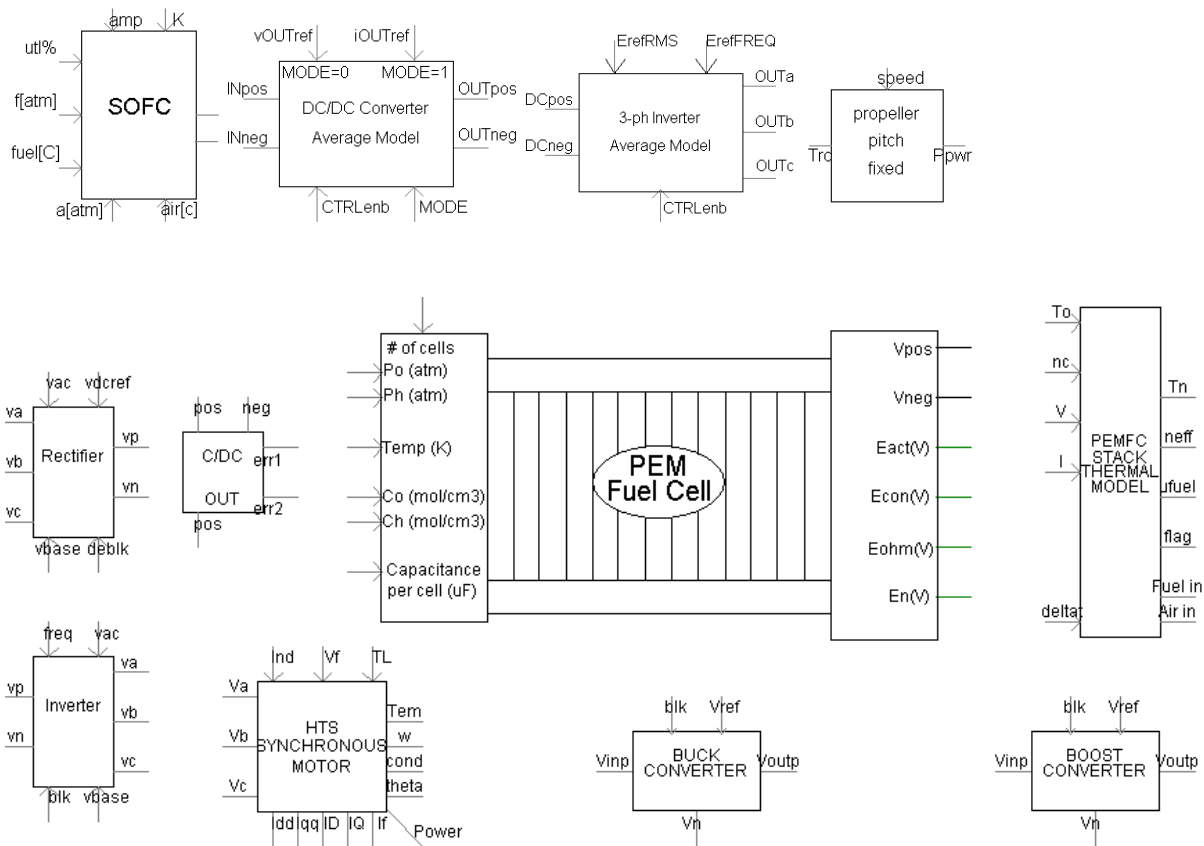 amp
K
utl%
f[atm]
fuel[C]
SOFC
a[atm]
air[c]
vOUTref
iOUTref
MODE=0
MODE=1
INpos
INneg
DC/DC Converter
Average Model
OUTpos
OUTneg
CTRLenb
MODE
ErefRMS
ErefFREQ
DCpos
DCneg
3-ph Inverter
Average Model
OUTa
OUTb
OUTc
CTRLenb
speed
propeller
pitch
fixed
Trq
Ppwr
vac
vdcref
va
vb
vc
Rectifier
vp
vn
vbase
deblk
pos
neg
C/DC
err1
OUT
err2
pos
# of cells
Po (atm)
Ph (atm)
Temp (K)
Co (mol/cm3)
Ch (mol/cm3)
Capacitance
per cell (uF)
PEM
Fuel Cell
Vpos
Vneg
Eact(V)
Econ(V)
Eohm(V)
En(V)
To
nc
V
I
deltat
PEMFC
STACK
THERMAL
MODEL
Tn
neff
ufuel
flag
Fuel in
Air in
freq
vac
vp
vn
Inverter
va
vb
vc
blk
vbase
Ind
Vf
TL
Va
Vb
Vc
HTS
SYNCHRONOUS
MOTOR
Tem
w
cond
theta
Idd
Iqq
ID
IQ
If
Power
blk
Vref
Vinp
BUCK
CONVERTER
Voutp
Vn
blk
Vref
Vinp
BOOST
CONVERTER
Voutp
Vn